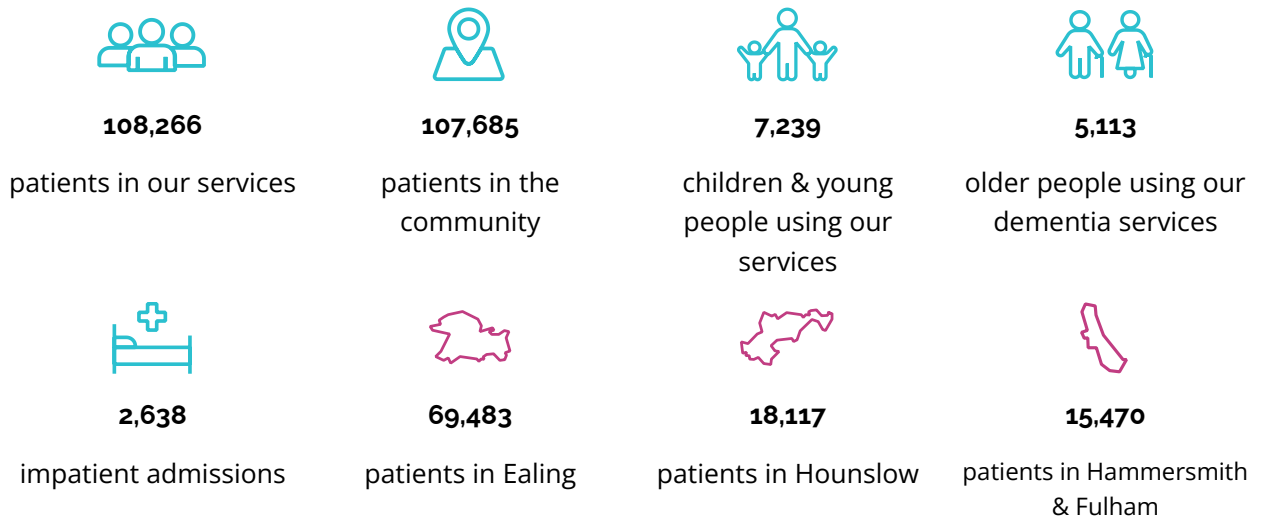 108,266
patients in our services
107,685
patients in the
community
7,239
children & young
people using our
services
5,113
older people using our
dementia services
2,638
impatient admissions
69,483
patients in Ealing
18,117
patients in Hounslow
15,470
patients in Hammersmith
& Fulham